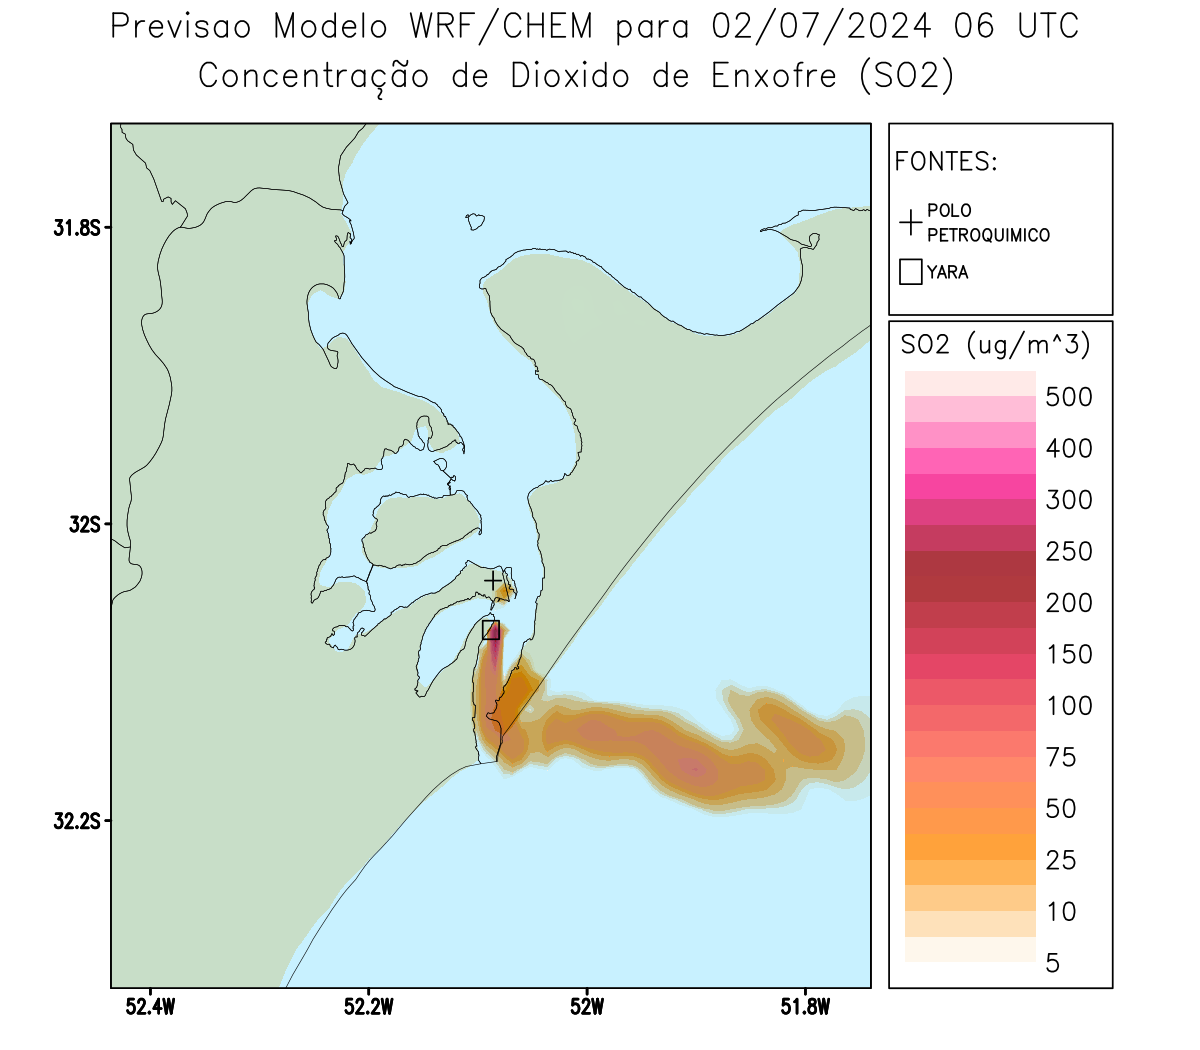 Previsao Modelo WRF/CHEM para 02/07/2024 06 UTC
Concentração de Dioxido de Enxofre (SO2)
FONTES:
POLO
PETROQUIMICO
YARA
SO2 (ug/m^3)
500
400
300
250
200
150
100
75
50
25
10
5
31.8S
32S
32.2S
52.4W
52.2W
52W
51.8W